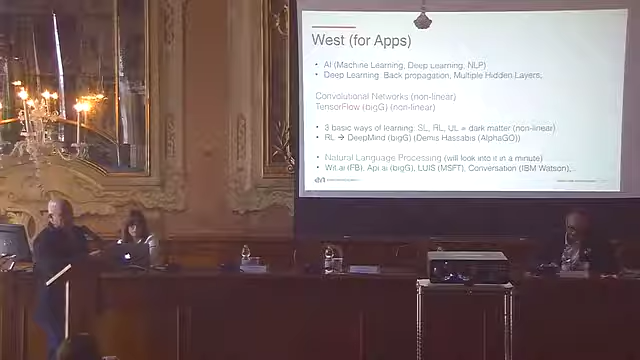 West (for Apps)
• AI (Machine Learning, Deep Learning, NLP)
• Deep Learning: Back propagation, Multiple Hidden Layers,
Convolutional Networks (non-linear)
TensorFlow (bigG) (non-linear)
• 3 basic ways of learning: SL, RL, UL = dark matter (non-linear)
• RL → DeepMind (bigG) (Demis Hassabis (AlphaGO))
• Natural Language Processing (will look into it in a minute)
Wit.ai (FB), Api.ai (bigG), LUIS (MSFT), Conversation (IBM Watson),